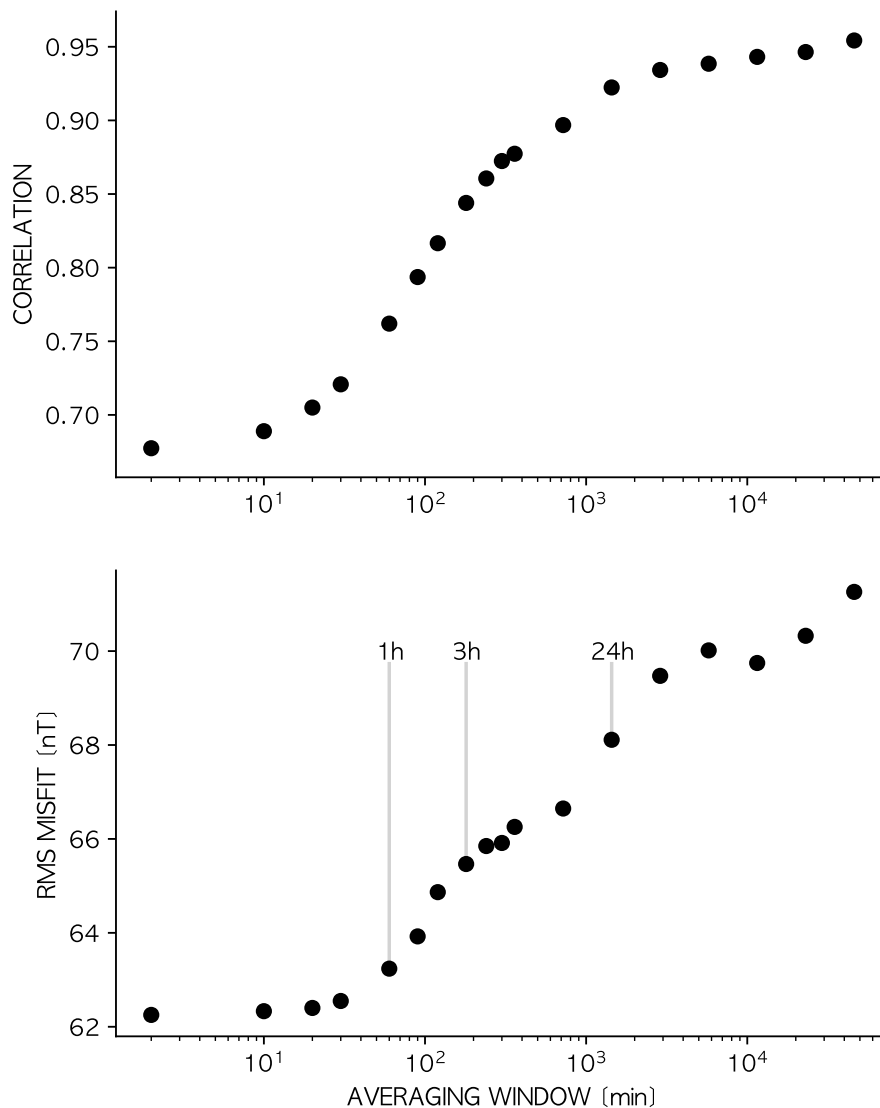 CORRELATION
0.95
0.90
0.85
0.80
0.75
0.70
10¹ 10² 10³ 10⁴
RMS MISFIT [nT]
70
68
66
64
62
1h 3h 24h
10¹ 10² 10³ 10⁴
AVERAGING WINDOW [min]